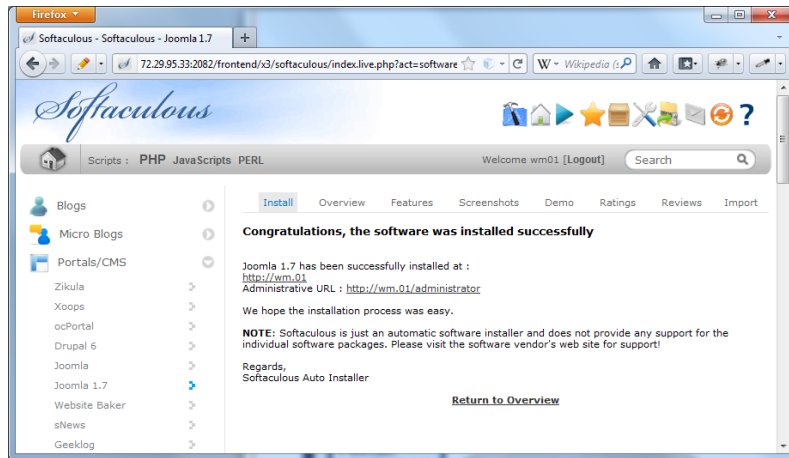 Firefox
Softaculous - Softaculous - Joomla 1.7
72.29.95.33:2082/frontend/x3/softaculous/index.live.php?act=software
W Wikipedia (
Softaculous
Scripts : PHP JavaScripts PERL
Welcome wm01 [Logout]
Search
Install Overview Features Screenshots Demo Ratings Reviews Import
Blogs
Micro Blogs
Portals/CMS
Zikula
Xoops
ocPortal
Drupal 6
Joomla
Joomla 1.7
Website Baker
sNews
Geeklog
Congratulations, the software was installed successfully
Joomla 1.7 has been successfully installed at :
http://wm.01
Administrative URL : http://wm.01/administrator
We hope the installation process was easy.
NOTE: Softaculous is just an automatic software installer and does not provide any support for the
individual software packages. Please visit the software vendor's web site for support!
Regards,
Softaculous Auto Installer
Return to Overview